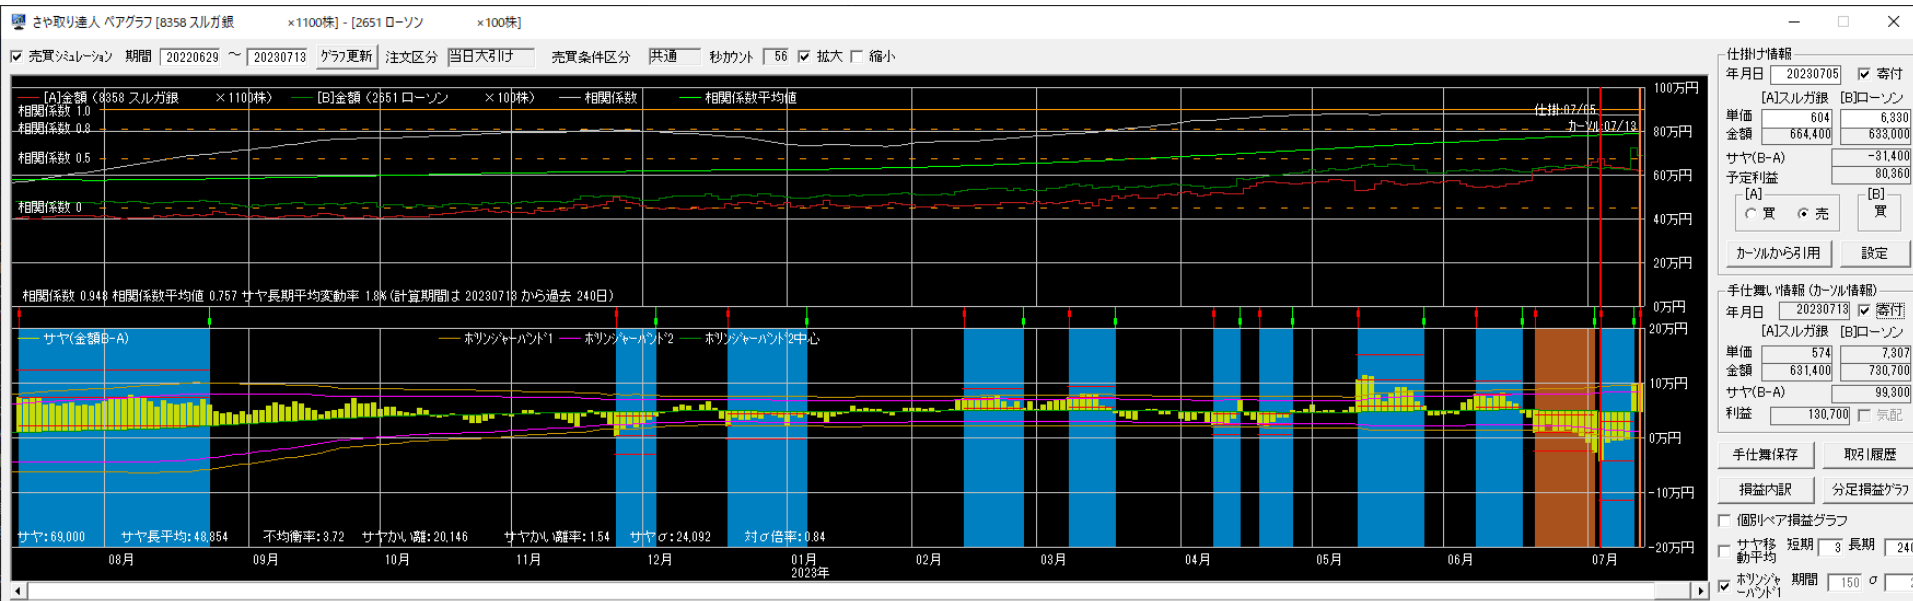 さや取り達人 ペアグラフ [8358 スルガ銀 ×1100株] - [2651 ローソン ×100株]
売買シミュレーション 期間 20220629 ～ 20230713 グラフ更新 注文区分 当日大引け 売買条件区分 共通 秒カウント 56 拡大 縮小
[A]金額 (8358 スルガ銀 ×1100株) [B]金額 (2651 ローソン ×100株) 相関係数 相関係数平均値
相関係数 1.0
相関係数 0.8
相関係数 0.5
相関係数 0
仕掛:07/05
カーソル:07/13
100万円
80万円
60万円
40万円
20万円
0万円
相関係数 0.948 相関係数平均値 0.757 サヤ長期平均変動率 1.8% (計算期間は 20230713 から過去 240日)
サヤ(金額B-A) ボリンジャーバンド1 ボリンジャーバンド2 ボリンジャーバンド2中心
20万円
10万円
0万円
-10万円
-20万円
サヤ:69,000 サヤ長平均:48,854 不均衡率:3.72 サヤかい離:20,146 サヤかい離率:1.54 サヤσ:24,092 対σ倍率:0.84
08月 09月 10月 11月 12月 01月 02月 03月 04月 05月 06月 07月
2023年
仕掛け情報
年月日 20230705 寄付
[A]スルガ銀 [B]ローソン
単価 604 6,330
金額 664,400 633,000
サヤ(B-A) -31,400
予定利益 80,360
[A] [B]
買 売 買
カーソルから引用 設定
手仕舞い情報 (カーソル情報)
年月日 20230713 寄付
[A]スルガ銀 [B]ローソン
単価 574 7,307
金額 631,400 730,700
サヤ(B-A) 99,300
利益 130,700 気配
手仕舞保存 取引履歴
損益内訳 分足損益グラフ
個別ペア損益グラフ
サヤ移動平均 短期 3 長期 240
ボリンジャーバンド1 期間 150 σ 2